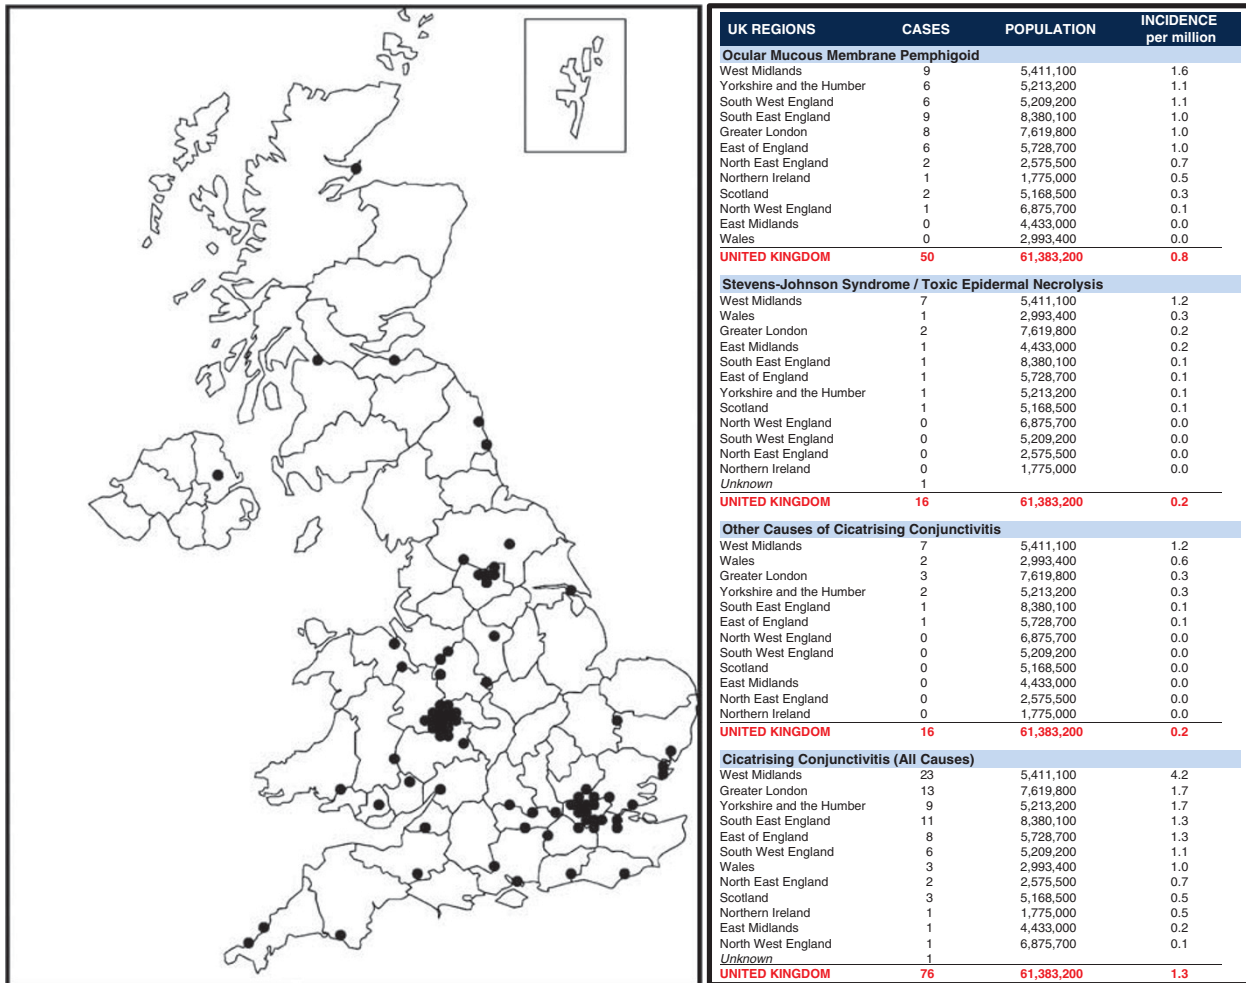 UK REGIONS CASES POPULATION INCIDENCE per million
Ocular Mucous Membrane Pemphigoid
West Midlands 9 5,411,100 1.6
Yorkshire and the Humber 6 5,213,200 1.1
South West England 6 5,209,200 1.1
South East England 9 8,380,100 1.0
Greater London 8 7,619,800 1.0
East of England 6 5,728,700 1.0
North East England 2 2,575,500 0.7
Northern Ireland 1 1,775,000 0.5
Scotland 2 5,168,500 0.3
North West England 1 6,875,700 0.1
East Midlands 0 4,433,000 0.0
Wales 0 2,993,400 0.0
UNITED KINGDOM 50 61,383,200 0.8
Stevens-Johnson Syndrome / Toxic Epidermal Necrolysis
West Midlands 7 5,411,100 1.2
Wales 1 2,993,400 0.3
Greater London 2 7,619,800 0.2
East Midlands 1 4,433,000 0.2
South East England 1 8,380,100 0.1
East of England 1 5,728,700 0.1
Yorkshire and the Humber 1 5,213,200 0.1
Scotland 1 5,168,500 0.1
North West England 0 6,875,700 0.0
South West England 0 5,209,200 0.0
North East England 0 2,575,500 0.0
Northern Ireland 0 1,775,000 0.0
Unknown 1
UNITED KINGDOM 16 61,383,200 0.2
Other Causes of Cicatrising Conjunctivitis
West Midlands 7 5,411,100 1.2
Wales 2 2,993,400 0.6
Greater London 3 7,619,800 0.3
Yorkshire and the Humber 2 5,213,200 0.3
South East England 1 8,380,100 0.1
East of England 1 5,728,700 0.1
North West England 0 6,875,700 0.0
South West England 0 5,209,200 0.0
Scotland 0 5,168,500 0.0
East Midlands 0 4,433,000 0.0
North East England 0 2,575,500 0.0
Northern Ireland 0 1,775,000 0.0
UNITED KINGDOM 16 61,383,200 0.2
Cicatrising Conjunctivitis (All Causes)
West Midlands 23 5,411,100 4.2
Greater London 13 7,619,800 1.7
Yorkshire and the Humber 9 5,213,200 1.7
South East England 11 8,380,100 1.3
East of England 8 5,728,700 1.3
South West England 6 5,209,200 1.1
Wales 3 2,993,400 1.0
North East England 2 2,575,500 0.7
Scotland 3 5,168,500 0.5
Northern Ireland 1 1,775,000 0.5
East Midlands 1 4,433,000 0.2
North West England 1 6,875,700 0.1
Unknown 1
UNITED KINGDOM 76 61,383,200 1.3